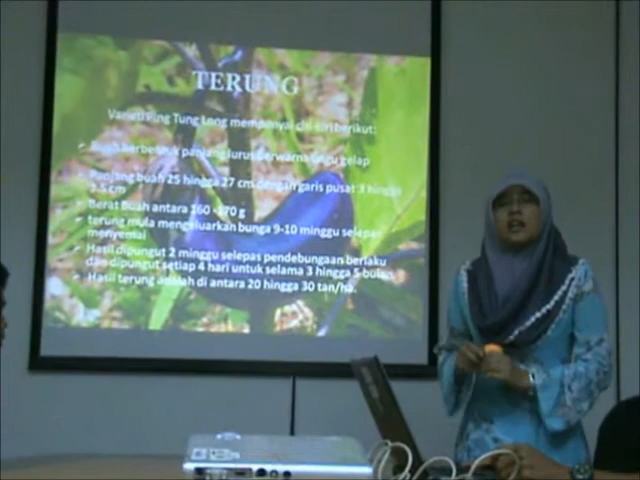 TERUNG
Varieti Ping Tung Long mempunyai ciri-ciri berikut:
Buah berbentuk panjang lurus berwarna ungu gelap
Panjang buah 25 hingga 27 cm dengan garis pusat 3 hingga
3.5 cm
Berat Buah antara 160 -170 g
terung mula mengeluarkan bunga 9-10 minggu selepas
menyemai
Hasil dipungut 2 minggu selepas pendebungaan berlaku
dan dipungut setiap 4 hari untuk selama 3 hingga 5 bulan
Hasil terung adalah di antara 20 hingga 30 tan/ha